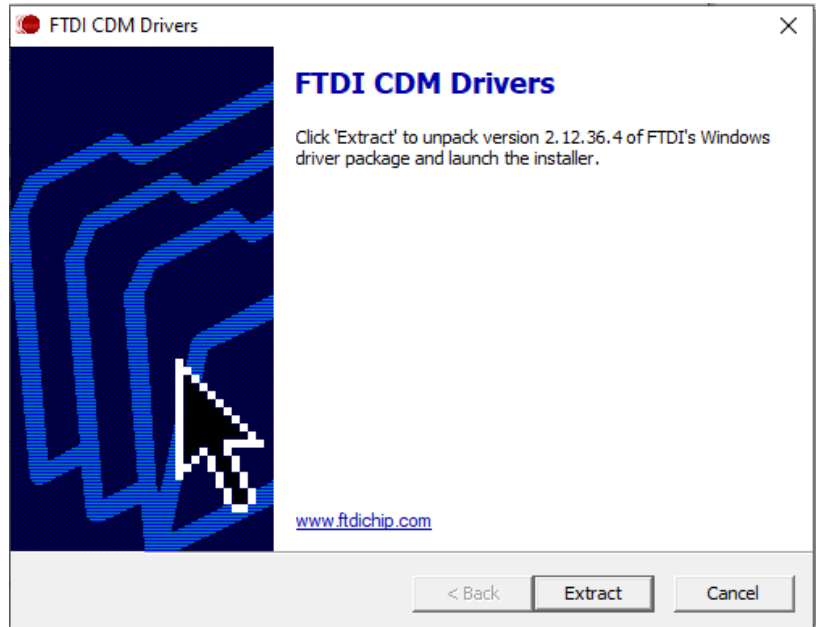 FTDI CDM Drivers
FTDI CDM Drivers
Click 'Extract' to unpack version 2.12.36.4 of FTDI's Windows
driver package and launch the installer.
www.ftdichip.com
< Back
Extract
Cancel